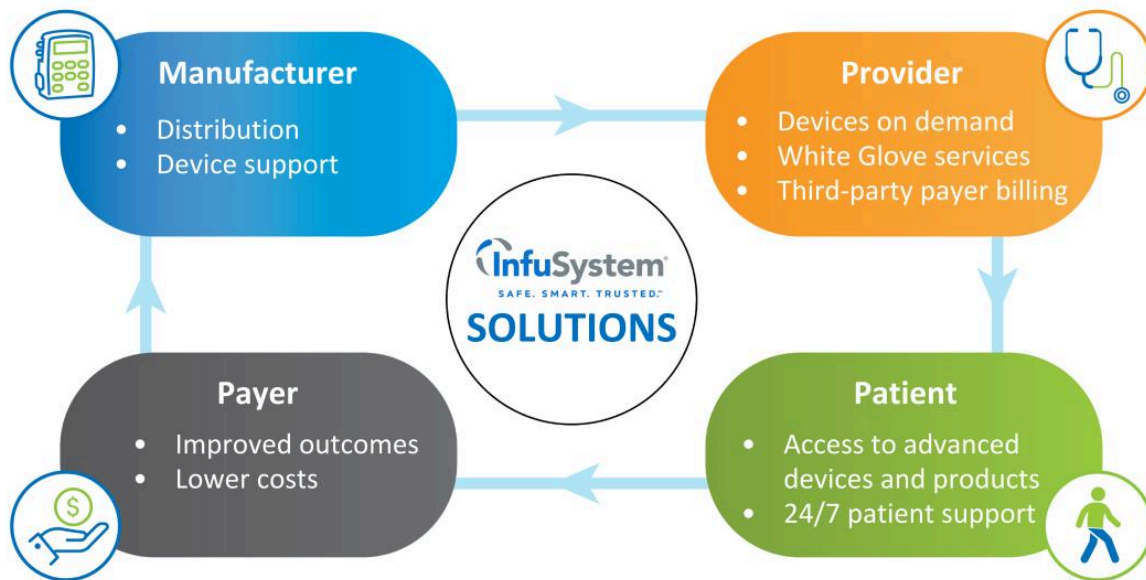 Manufacturer
• Distribution
• Device support
Provider
• Devices on demand
• White Glove services
• Third-party payer billing
InfuSystem®
SAFE. SMART. TRUSTED.™
SOLUTIONS
Payer
• Improved outcomes
• Lower costs
$
Patient
• Access to advanced
devices and products
• 24/7 patient support